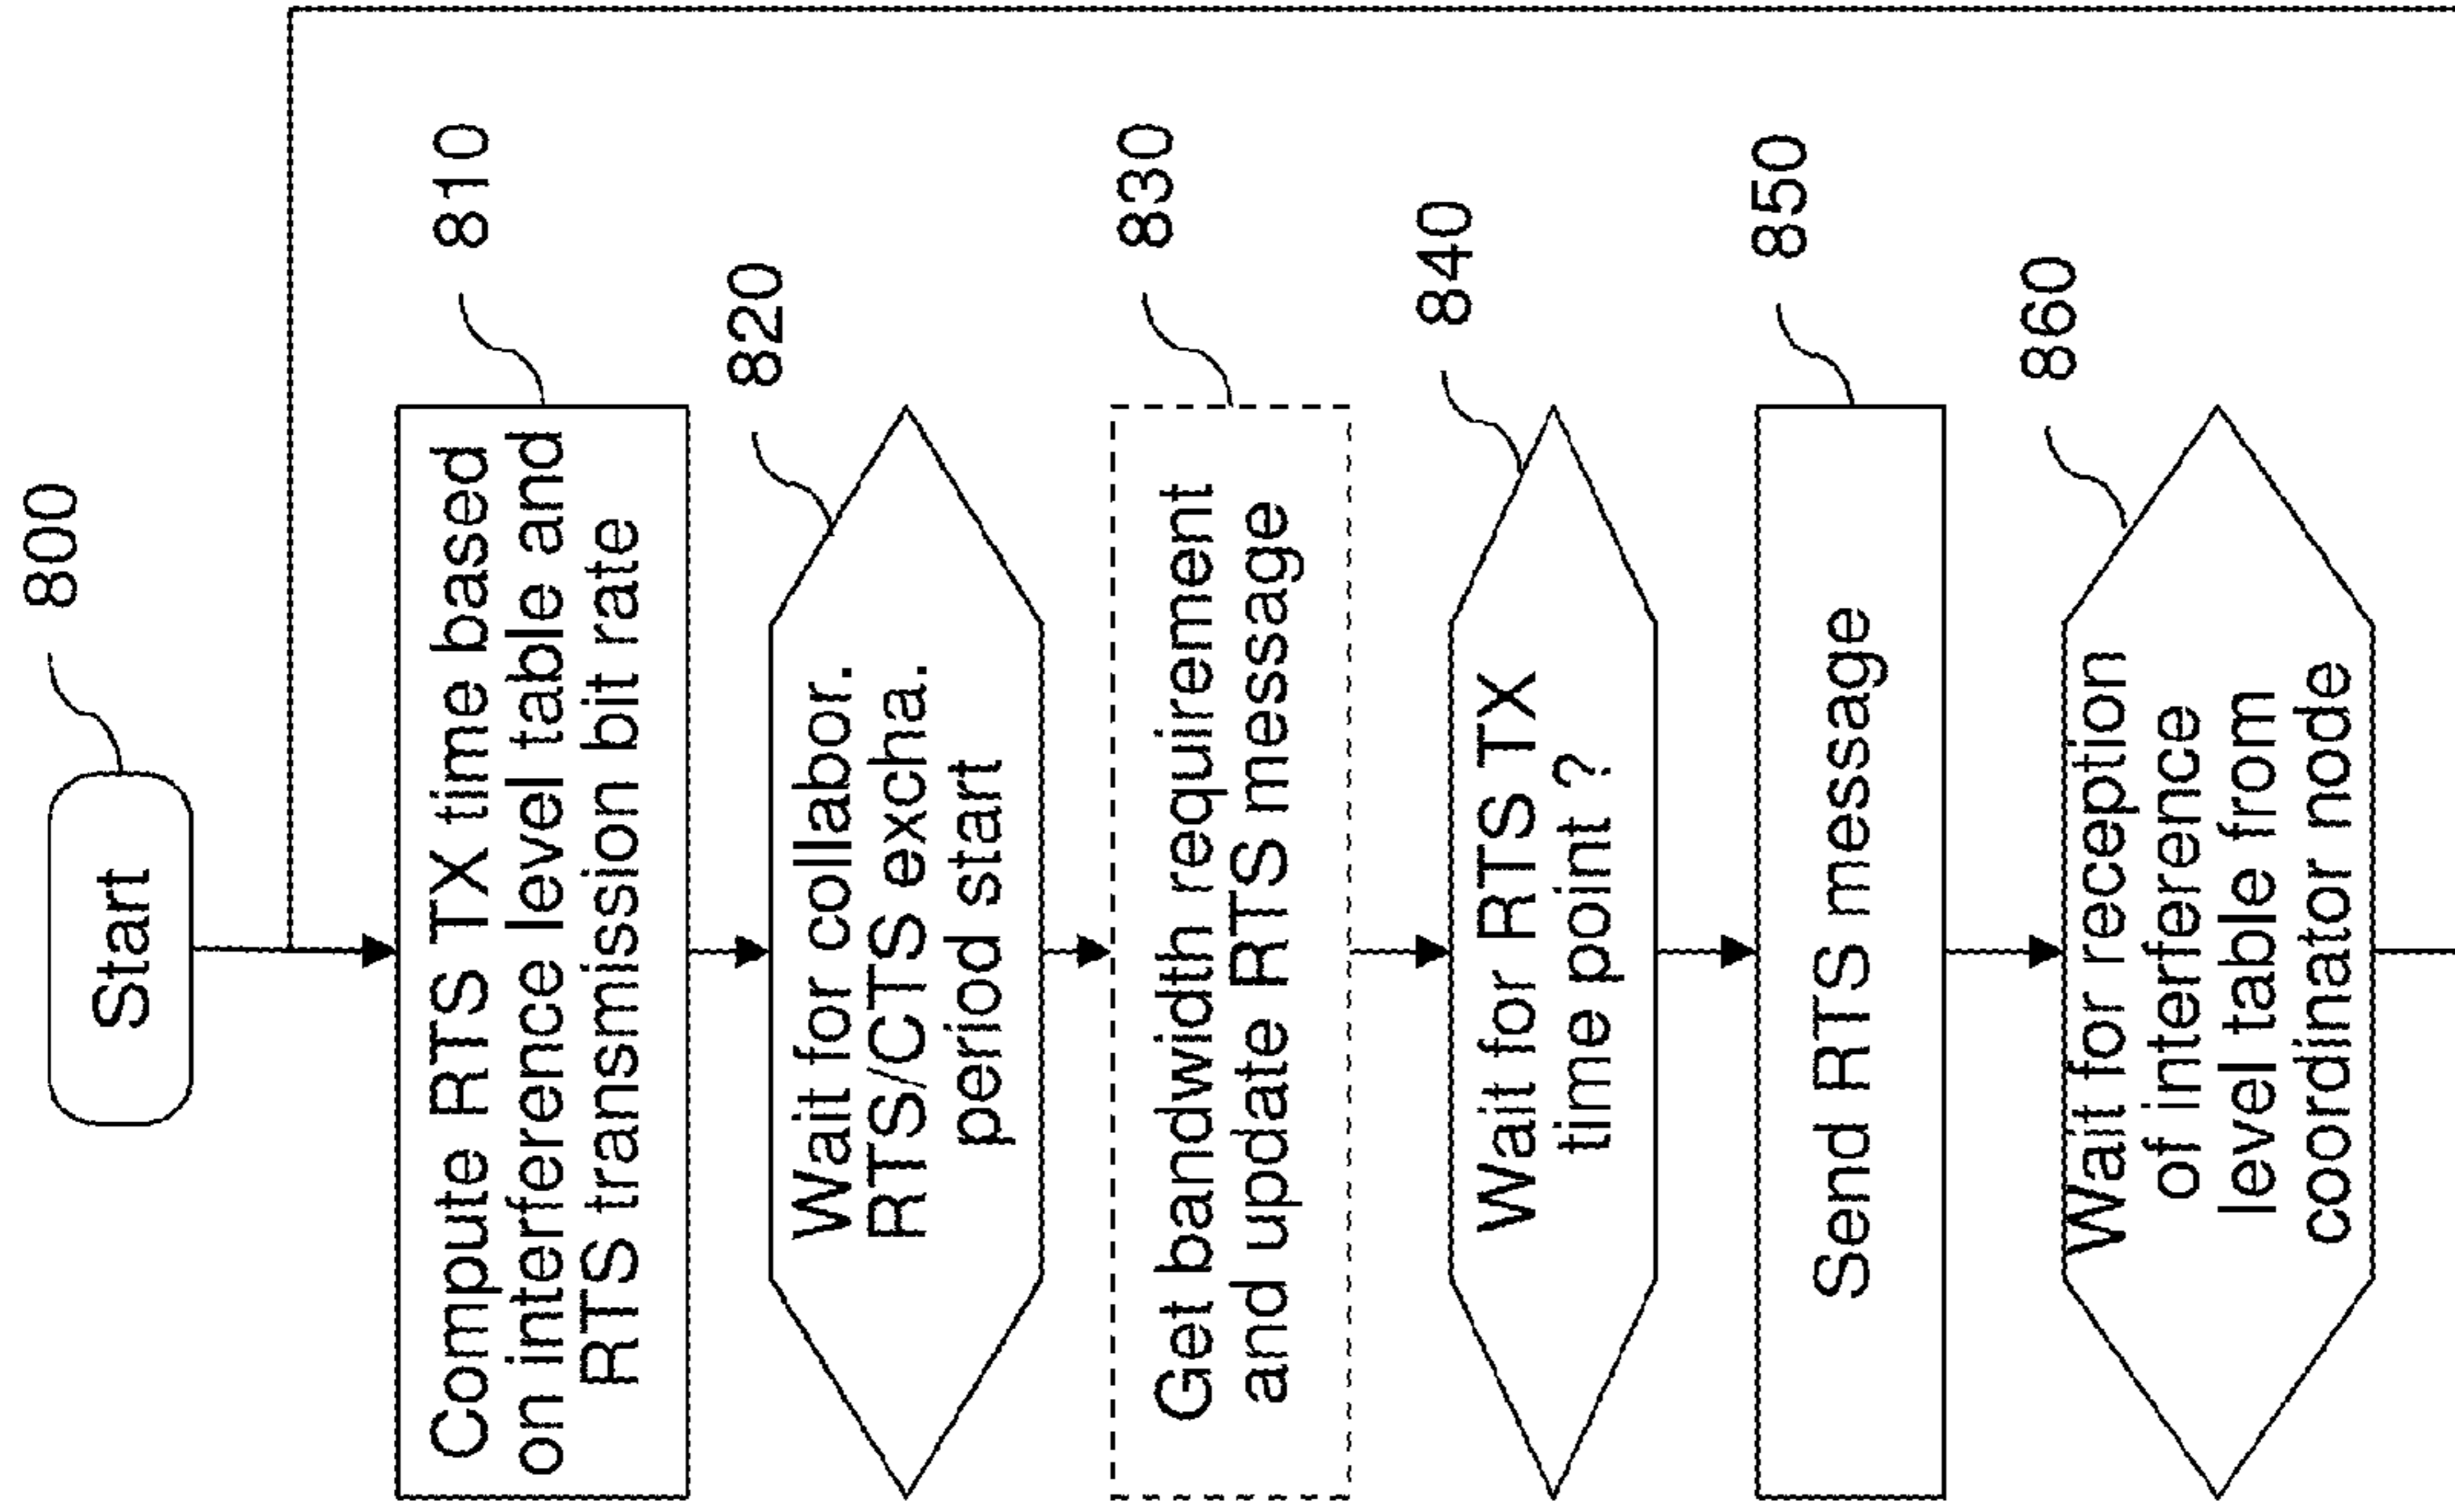 800
Start
810
Compute RTS TX time based
on interference level table and
RTS transmission bit rate
820
Wait for collabor.
RTS/CTS excha.
period start
830
Get bandwidth requirement
and update RTS message
840
Wait for RTS TX
time point ?
850
Send RTS message
860
Wait for reception
of interference
level table from
coordinator node